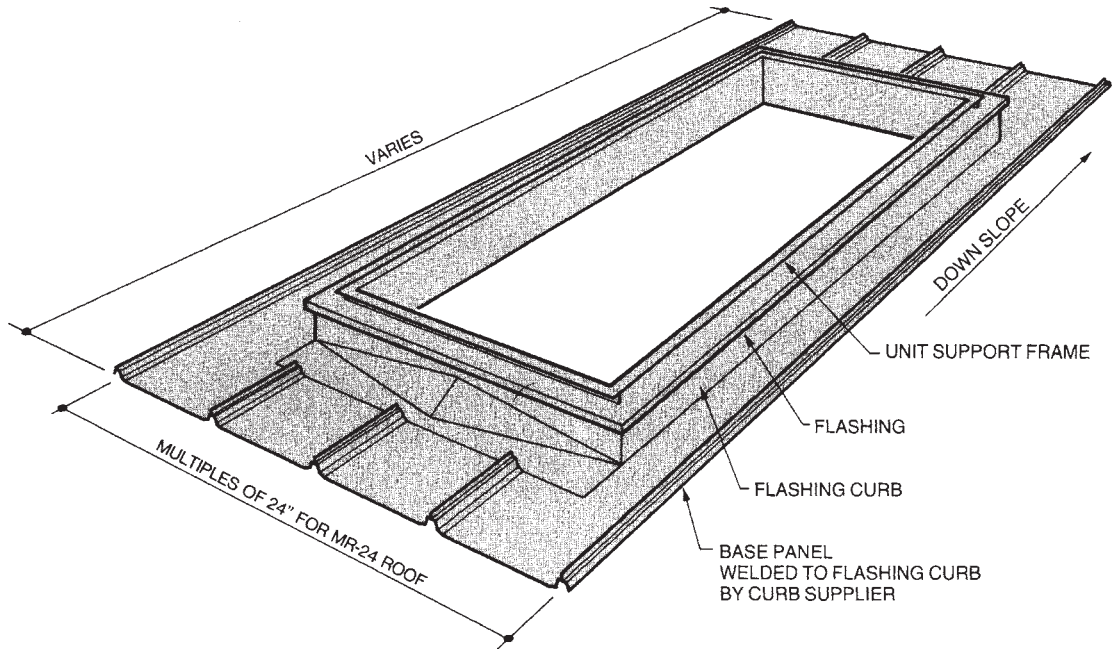 VARIES
DOWN SLOPE
UNIT SUPPORT FRAME
FLASHING
FLASHING CURB
BASE PANEL
WELDED TO FLASHING CURB
BY CURB SUPPLIER
MULTIPLES OF 24" FOR MR-24 ROOF